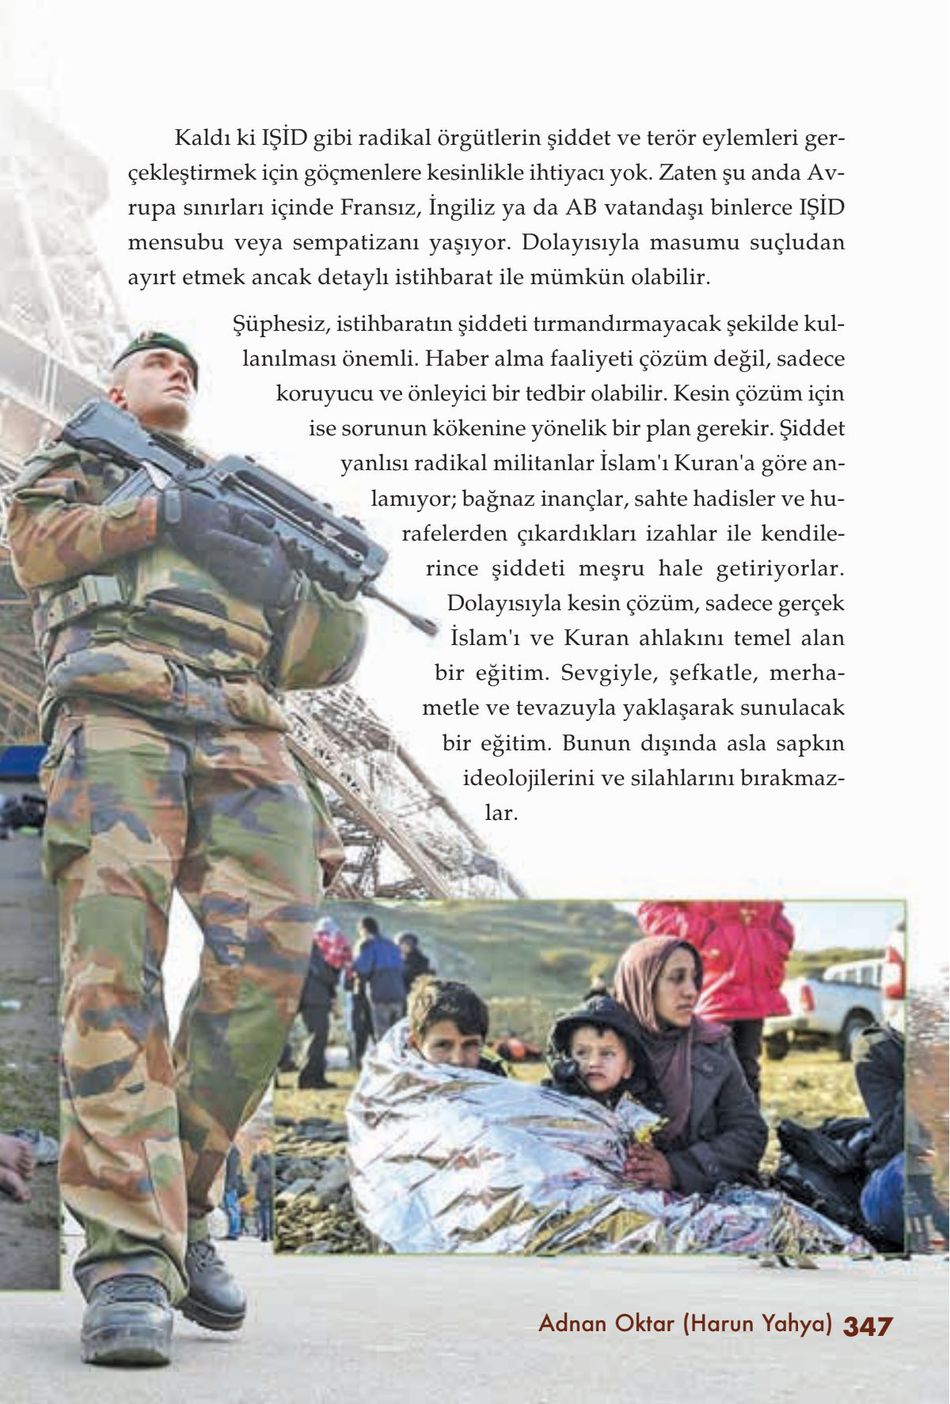 Kaldı ki IŞİD gibi radikal örgütlerin şiddet ve terör eylemleri ger-
çekleştirmek için göçmenlere kesinlikle ihtiyacı yok. Zaten şu anda Av-
rupa sınırları içinde Fransız, İngiliz ya da AB vatandaşı binlerce IŞİD
mensubu veya sempatizanı yaşıyor. Dolayısıyla masumu suçludan
ayırt etmek ancak detaylı istihbarat ile mümkün olabilir.
Şüphesiz, istihbaratın şiddeti tırmandırmayacak şekilde kul-
lanılması önemli. Haber alma faaliyeti çözüm değil, sadece
koruyucu ve önleyici bir tedbir olabilir. Kesin çözüm için
ise sorunun kökenine yönelik bir plan gerekir. Şiddet
yanlısı radikal militanlar İslam'ı Kuran'a göre an-
lamıyor; bağnaz inançlar, sahte hadisler ve hu-
rafelerden çıkardıkları izahlar ile kendile-
rince şiddeti meşru hale getiriyorlar.
Dolayısıyla kesin çözüm, sadece gerçek
İslam'ı ve Kuran ahlakını temel alan
bir eğitim. Sevgiyle, şefkatle, merha-
metle ve tevazuyla yaklaşarak sunulacak
bir eğitim. Bunun dışında asla sapkın
ideolojilerini ve silahlarını bırakmaz-
lar.
Adnan Oktar (Harun Yahya) 347